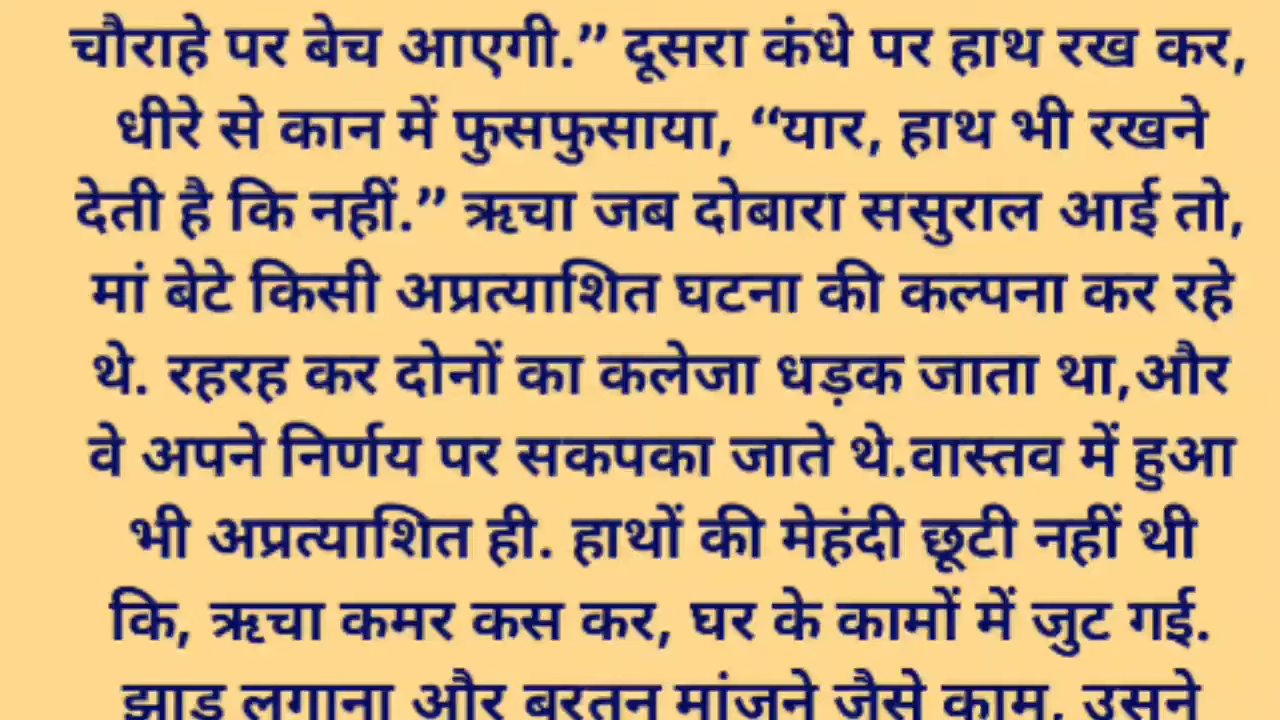 चौराहे पर बेच आएगी.” दूसरा कंधे पर हाथ रख कर,
धीरे से कान में फुसफुसाया, “यार, हाथ भी रखने
देती है कि नहीं.” ऋचा जब दोबारा ससुराल आई तो,
मां बेटे किसी अप्रत्याशित घटना की कल्पना कर रहे
थे. रहरह कर दोनों का कलेजा धड़क जाता था,और
वे अपने निर्णय पर सकपका जाते थे.वास्तव में हुआ
भी अप्रत्याशित ही. हाथों की मेहंदी छूटी नहीं थी
कि, ऋचा कमर कस कर, घर के कामों में जुट गई.
झाड़ू लगाना और बरतन मांजने जैसे काम, उसने